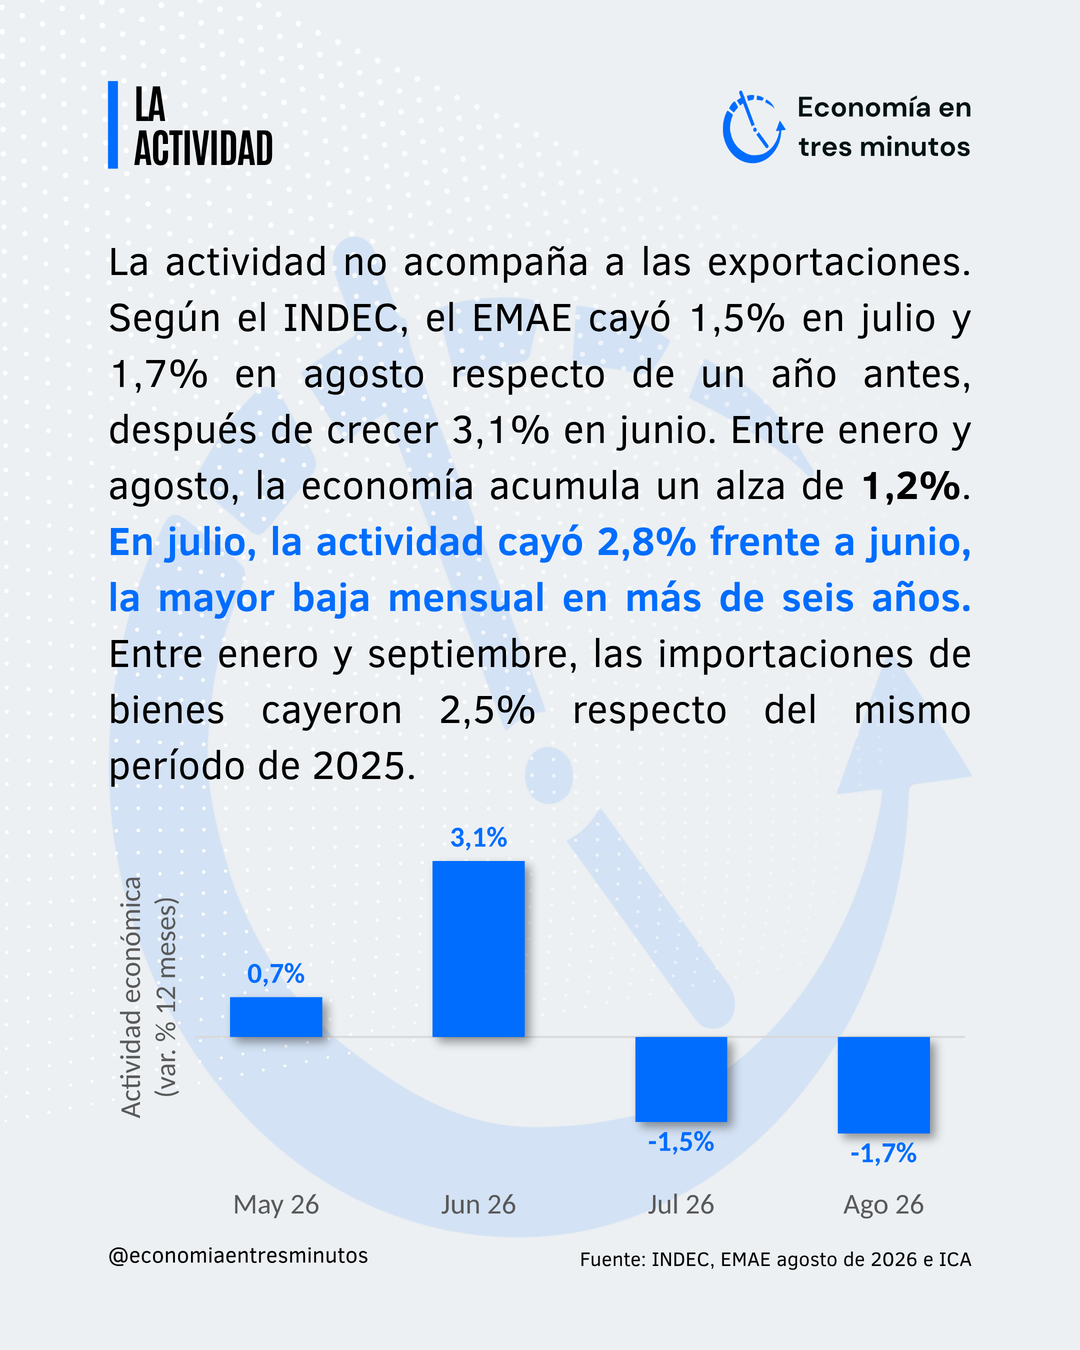 LA
ACTIVIDAD
Economía en
tres minutos
La actividad no acompaña a las exportaciones.
Según el INDEC, el EMAE cayó 1,5% en julio y
1,7% en agosto respecto de un año antes,
después de crecer 3,1% en junio. Entre enero y
agosto, la economía acumula un alza de 1,2%.
En julio, la actividad cayó 2,8% frente a junio,
la mayor baja mensual en más de seis años.
Entre enero y septiembre, las importaciones de
bienes cayeron 2,5% respecto del mismo
período de 2025.
Actividad económica
(var. % 12 meses)
0,7%
3,1%
-1,5%
-1,7%
May 26
Jun 26
Jul 26
Ago 26
@economiaentresminutos
Fuente: INDEC, EMAE agosto de 2026 e ICA